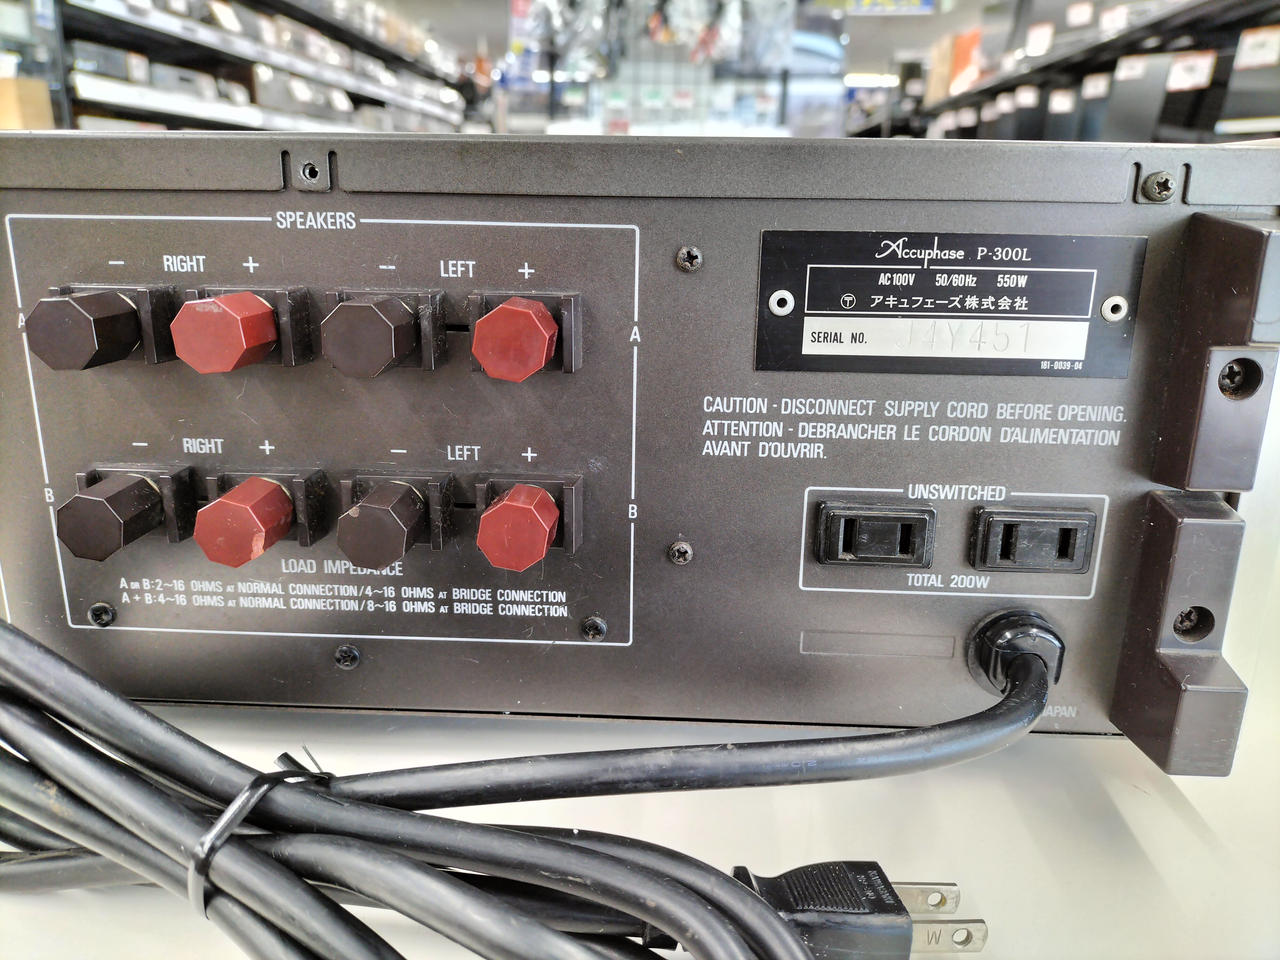 SPEAKERS
− RIGHT + − LEFT +
A A
− RIGHT + − LEFT +
B B
LOAD IMPEDANCE
A OR B:2~16 OHMS AT NORMAL CONNECTION/4~16 OHMS AT BRIDGE CONNECTION
A + B:4~16 OHMS AT NORMAL CONNECTION/8~16 OHMS AT BRIDGE CONNECTION
Accuphase P-300L
AC100V 50/60Hz 550W
〒 アキュフェーズ株式会社
SERIAL NO. J4Y451
181-0039-04
CAUTION - DISCONNECT SUPPLY CORD BEFORE OPENING.
ATTENTION - DEBRANCHER LE CORDON D'ALIMENTATION
AVANT D'OUVRIR.
UNSWITCHED
TOTAL 200W
JAPAN
W